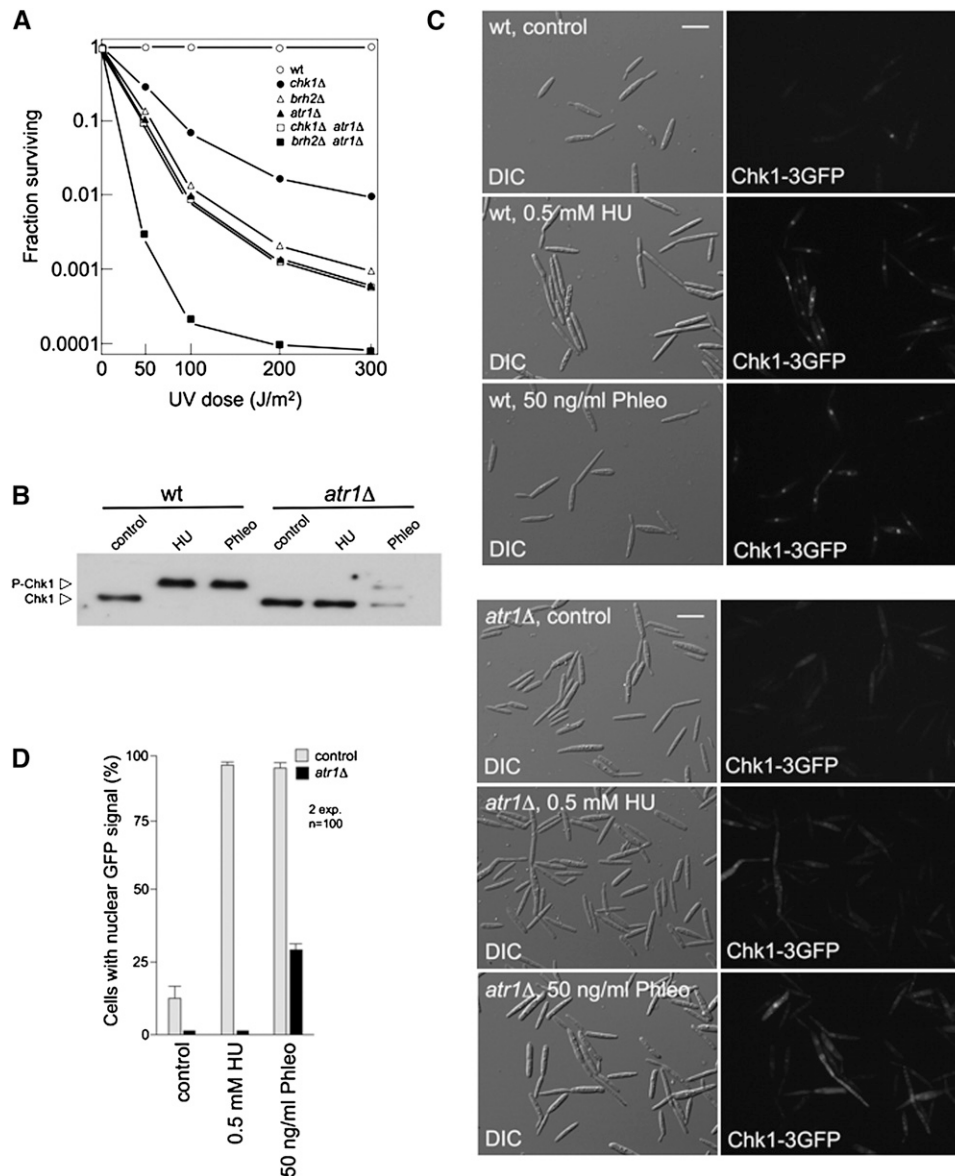 A
Fraction surviving
1
0.1
0.01
0.001
0.0001
0
50
100
200
300
UV dose (J/m²)
wt
chk1Δ
brh2Δ
atr1Δ
chk1Δ atr1Δ
brh2Δ atr1Δ
B
wt
atr1Δ
control
HU
Phleo
control
HU
Phleo
P-Chk1
Chk1
D
Cells with nuclear GFP signal (%)
100
75
50
25
0
control
atr1Δ
2 exp.
n=100
control
0.5 mM HU
50 ng/ml Phleo
C
wt, control
DIC
Chk1-3GFP
wt, 0.5 mM HU
DIC
Chk1-3GFP
wt, 50 ng/ml Phleo
DIC
Chk1-3GFP
atr1Δ, control
DIC
Chk1-3GFP
atr1Δ, 0.5 mM HU
DIC
Chk1-3GFP
atr1Δ, 50 ng/ml Phleo
DIC
Chk1-3GFP